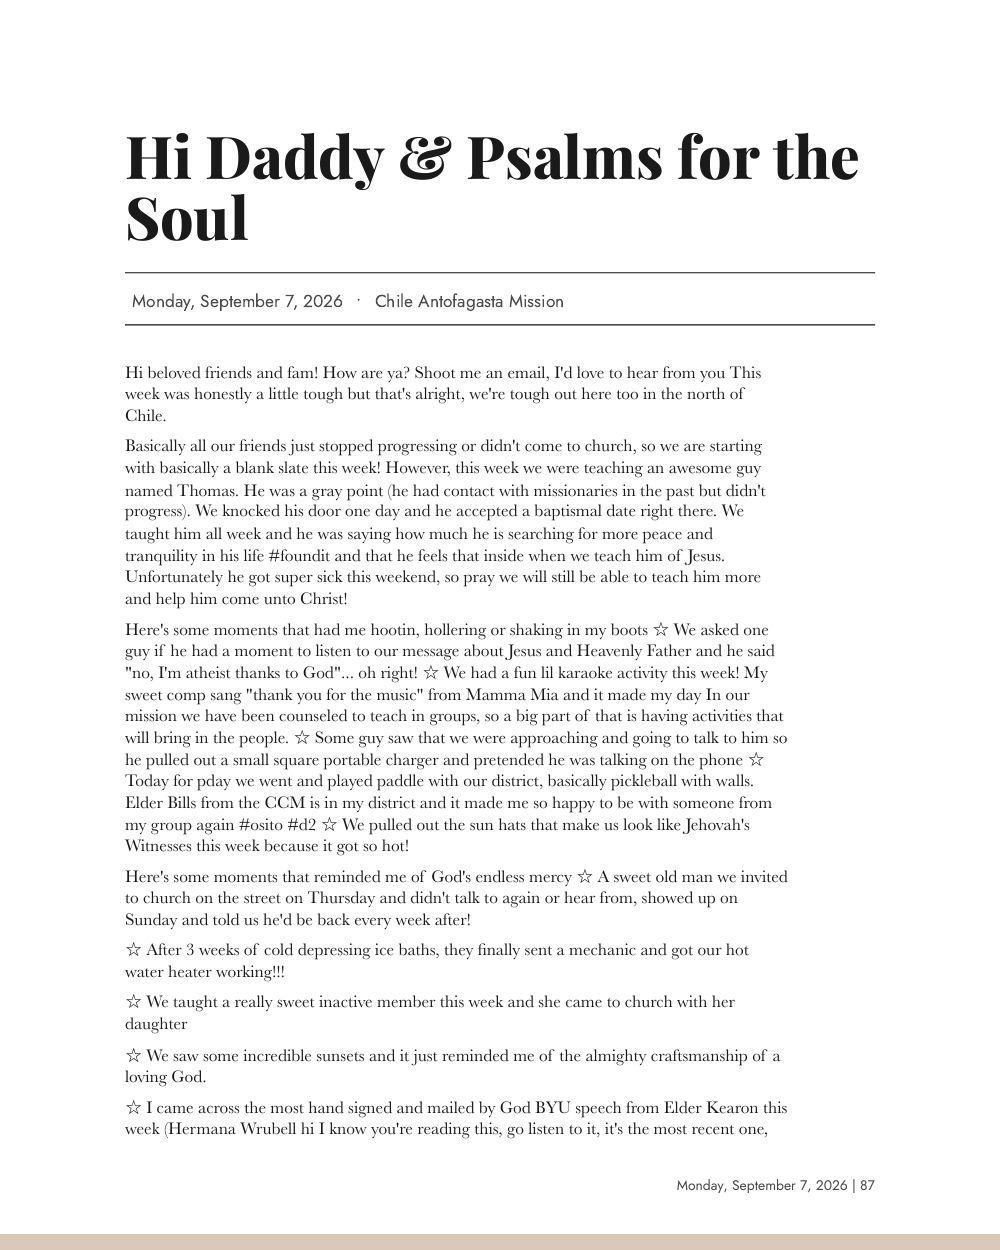 Hi Daddy & Psalms for the
Soul
Monday, September 7, 2026 · Chile Antofagasta Mission
Hi beloved friends and fam! How are ya? Shoot me an email, I'd love to hear from you This
week was honestly a little tough but that's alright, we're tough out here too in the north of
Chile.
Basically all our friends just stopped progressing or didn't come to church, so we are starting
with basically a blank slate this week! However, this week we were teaching an awesome guy
named Thomas. He was a gray point (he had contact with missionaries in the past but didn't
progress). We knocked his door one day and he accepted a baptismal date right there. We
taught him all week and he was saying how much he is searching for more peace and
tranquility in his life #foundit and that he feels that inside when we teach him of Jesus.
Unfortunately he got super sick this weekend, so pray we will still be able to teach him more
and help him come unto Christ!
Here's some moments that had me hootin, hollering or shaking in my boots ☆ We asked one
guy if he had a moment to listen to our message about Jesus and Heavenly Father and he said
"no, I'm atheist thanks to God"... oh right! ☆ We had a fun lil karaoke activity this week! My
sweet comp sang "thank you for the music" from Mamma Mia and it made my day In our
mission we have been counseled to teach in groups, so a big part of that is having activities that
will bring in the people. ☆ Some guy saw that we were approaching and going to talk to him so
he pulled out a small square portable charger and pretended he was talking on the phone ☆
Today for pday we went and played paddle with our district, basically pickleball with walls.
Elder Bills from the CCM is in my district and it made me so happy to be with someone from
my group again #osito #d2 ☆ We pulled out the sun hats that make us look like Jehovah's
Witnesses this week because it got so hot!
Here's some moments that reminded me of God's endless mercy ☆ A sweet old man we invited
to church on the street on Thursday and didn't talk to again or hear from, showed up on
Sunday and told us he'd be back every week after!
☆ After 3 weeks of cold depressing ice baths, they finally sent a mechanic and got our hot
water heater working!!!
☆ We taught a really sweet inactive member this week and she came to church with her
daughter
☆ We saw some incredible sunsets and it just reminded me of the almighty craftsmanship of a
loving God.
☆ I came across the most hand signed and mailed by God BYU speech from Elder Kearon this
week (Hermana Wrubell hi I know you're reading this, go listen to it, it's the most recent one,
Monday, September 7, 2026 | 87